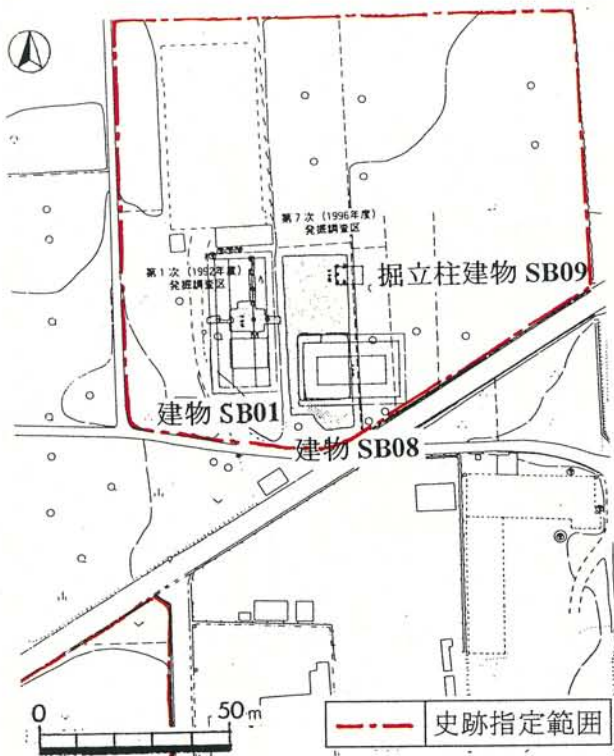 第7次（1996年度）
発掘調査区
第1次（1992年度）
発掘調査区
掘立柱建物 SB09
建物 SB01
建物 SB08
0 50m
史跡指定範囲